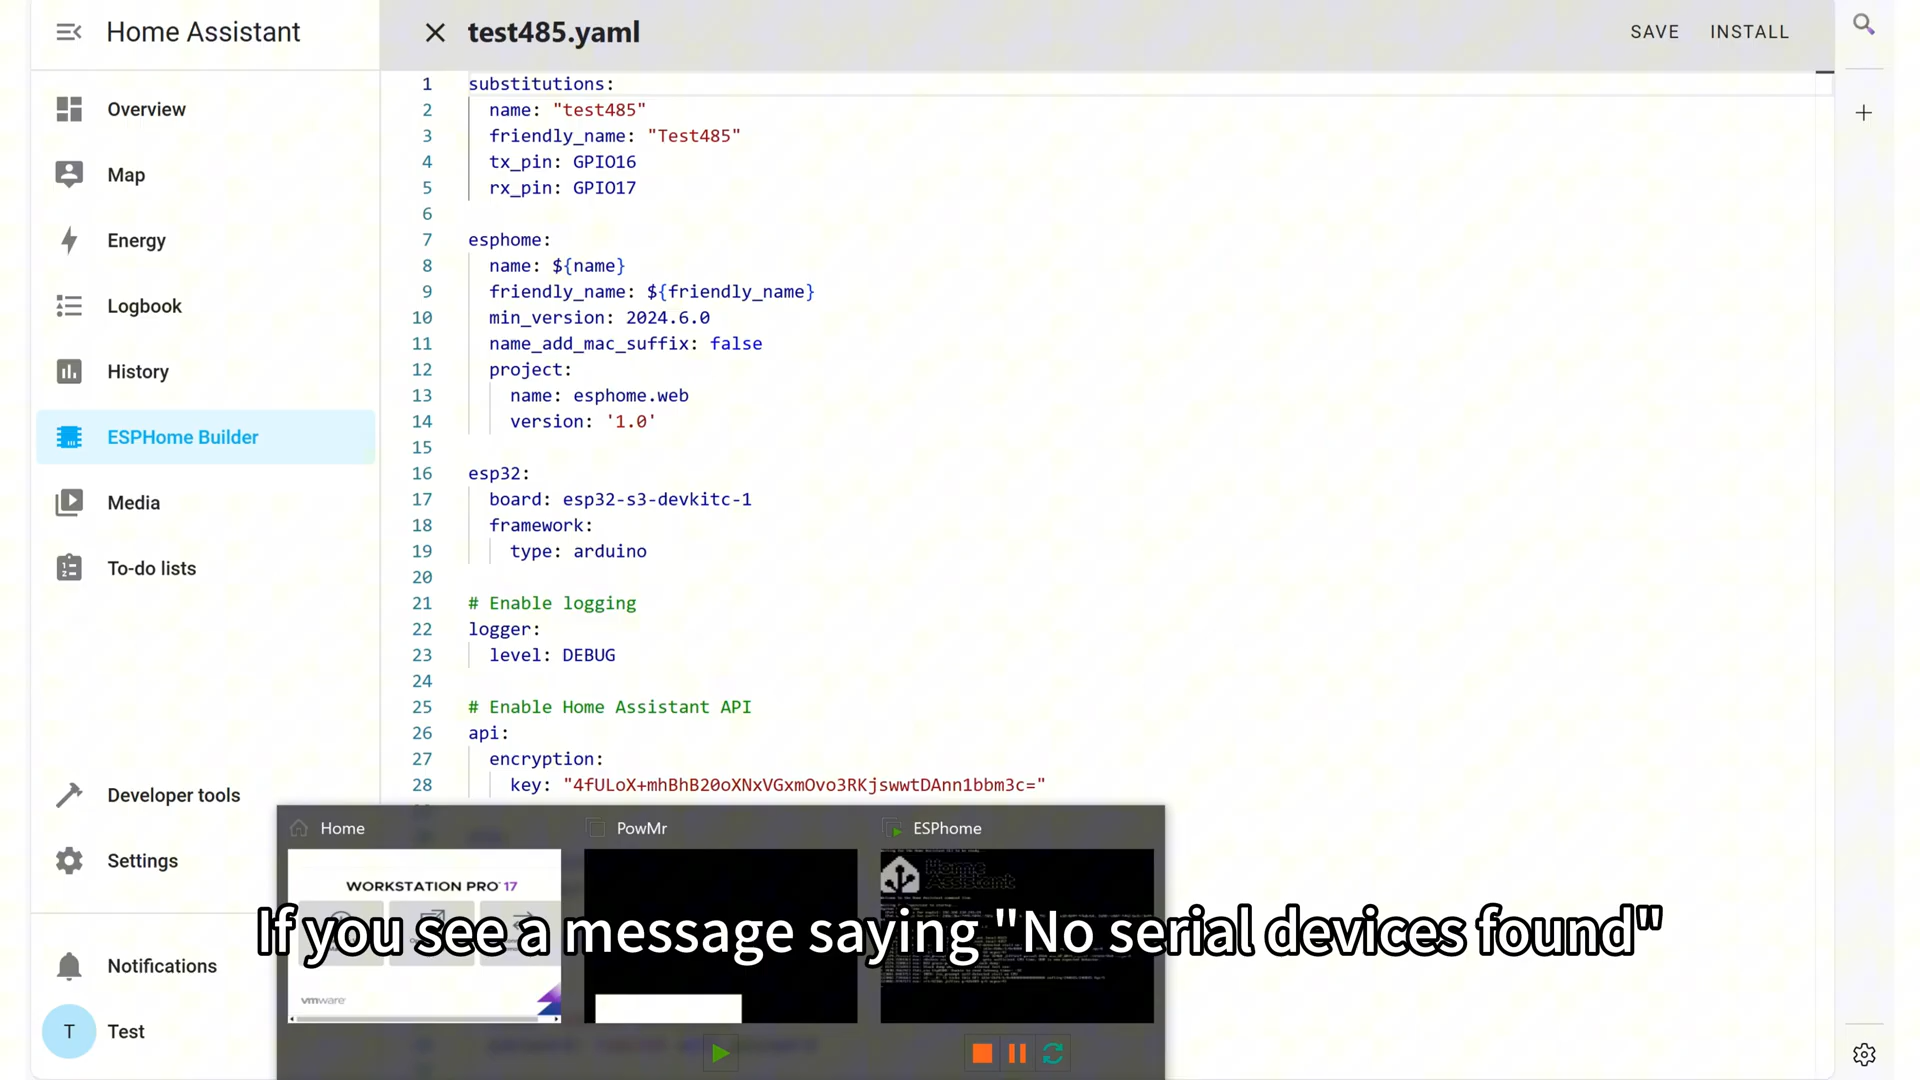 Home Assistant
test485.yaml
SAVE
INSTALL
Overview
Map
Energy
Logbook
History
ESPHome Builder
Media
To-do lists
Developer tools
Settings
Notifications
T
Test
1 substitutions:
2 name: "test485"
3 friendly_name: "Test485"
4 tx_pin: GPIO16
5 rx_pin: GPIO17
6
7 esphome:
8 name: ${name}
9 friendly_name: ${friendly_name}
10 min_version: 2024.6.0
11 name_add_mac_suffix: false
12 project:
13 name: esphome.web
14 version: '1.0'
15
16 esp32:
17 board: esp32-s3-devkitc-1
18 framework:
19 type: arduino
20
21 # Enable logging
22 logger:
23 level: DEBUG
24
25 # Enable Home Assistant API
26 api:
27 encryption:
28 key: "4fULoX+mhBhB20oXNxVGxmOvo3RKjswwtDAnn1bbm3c="
Home
PowMr
ESPhome
WORKSTATION PRO 17
vmware
Home
Assistant
If you see a message saying "No serial devices found"